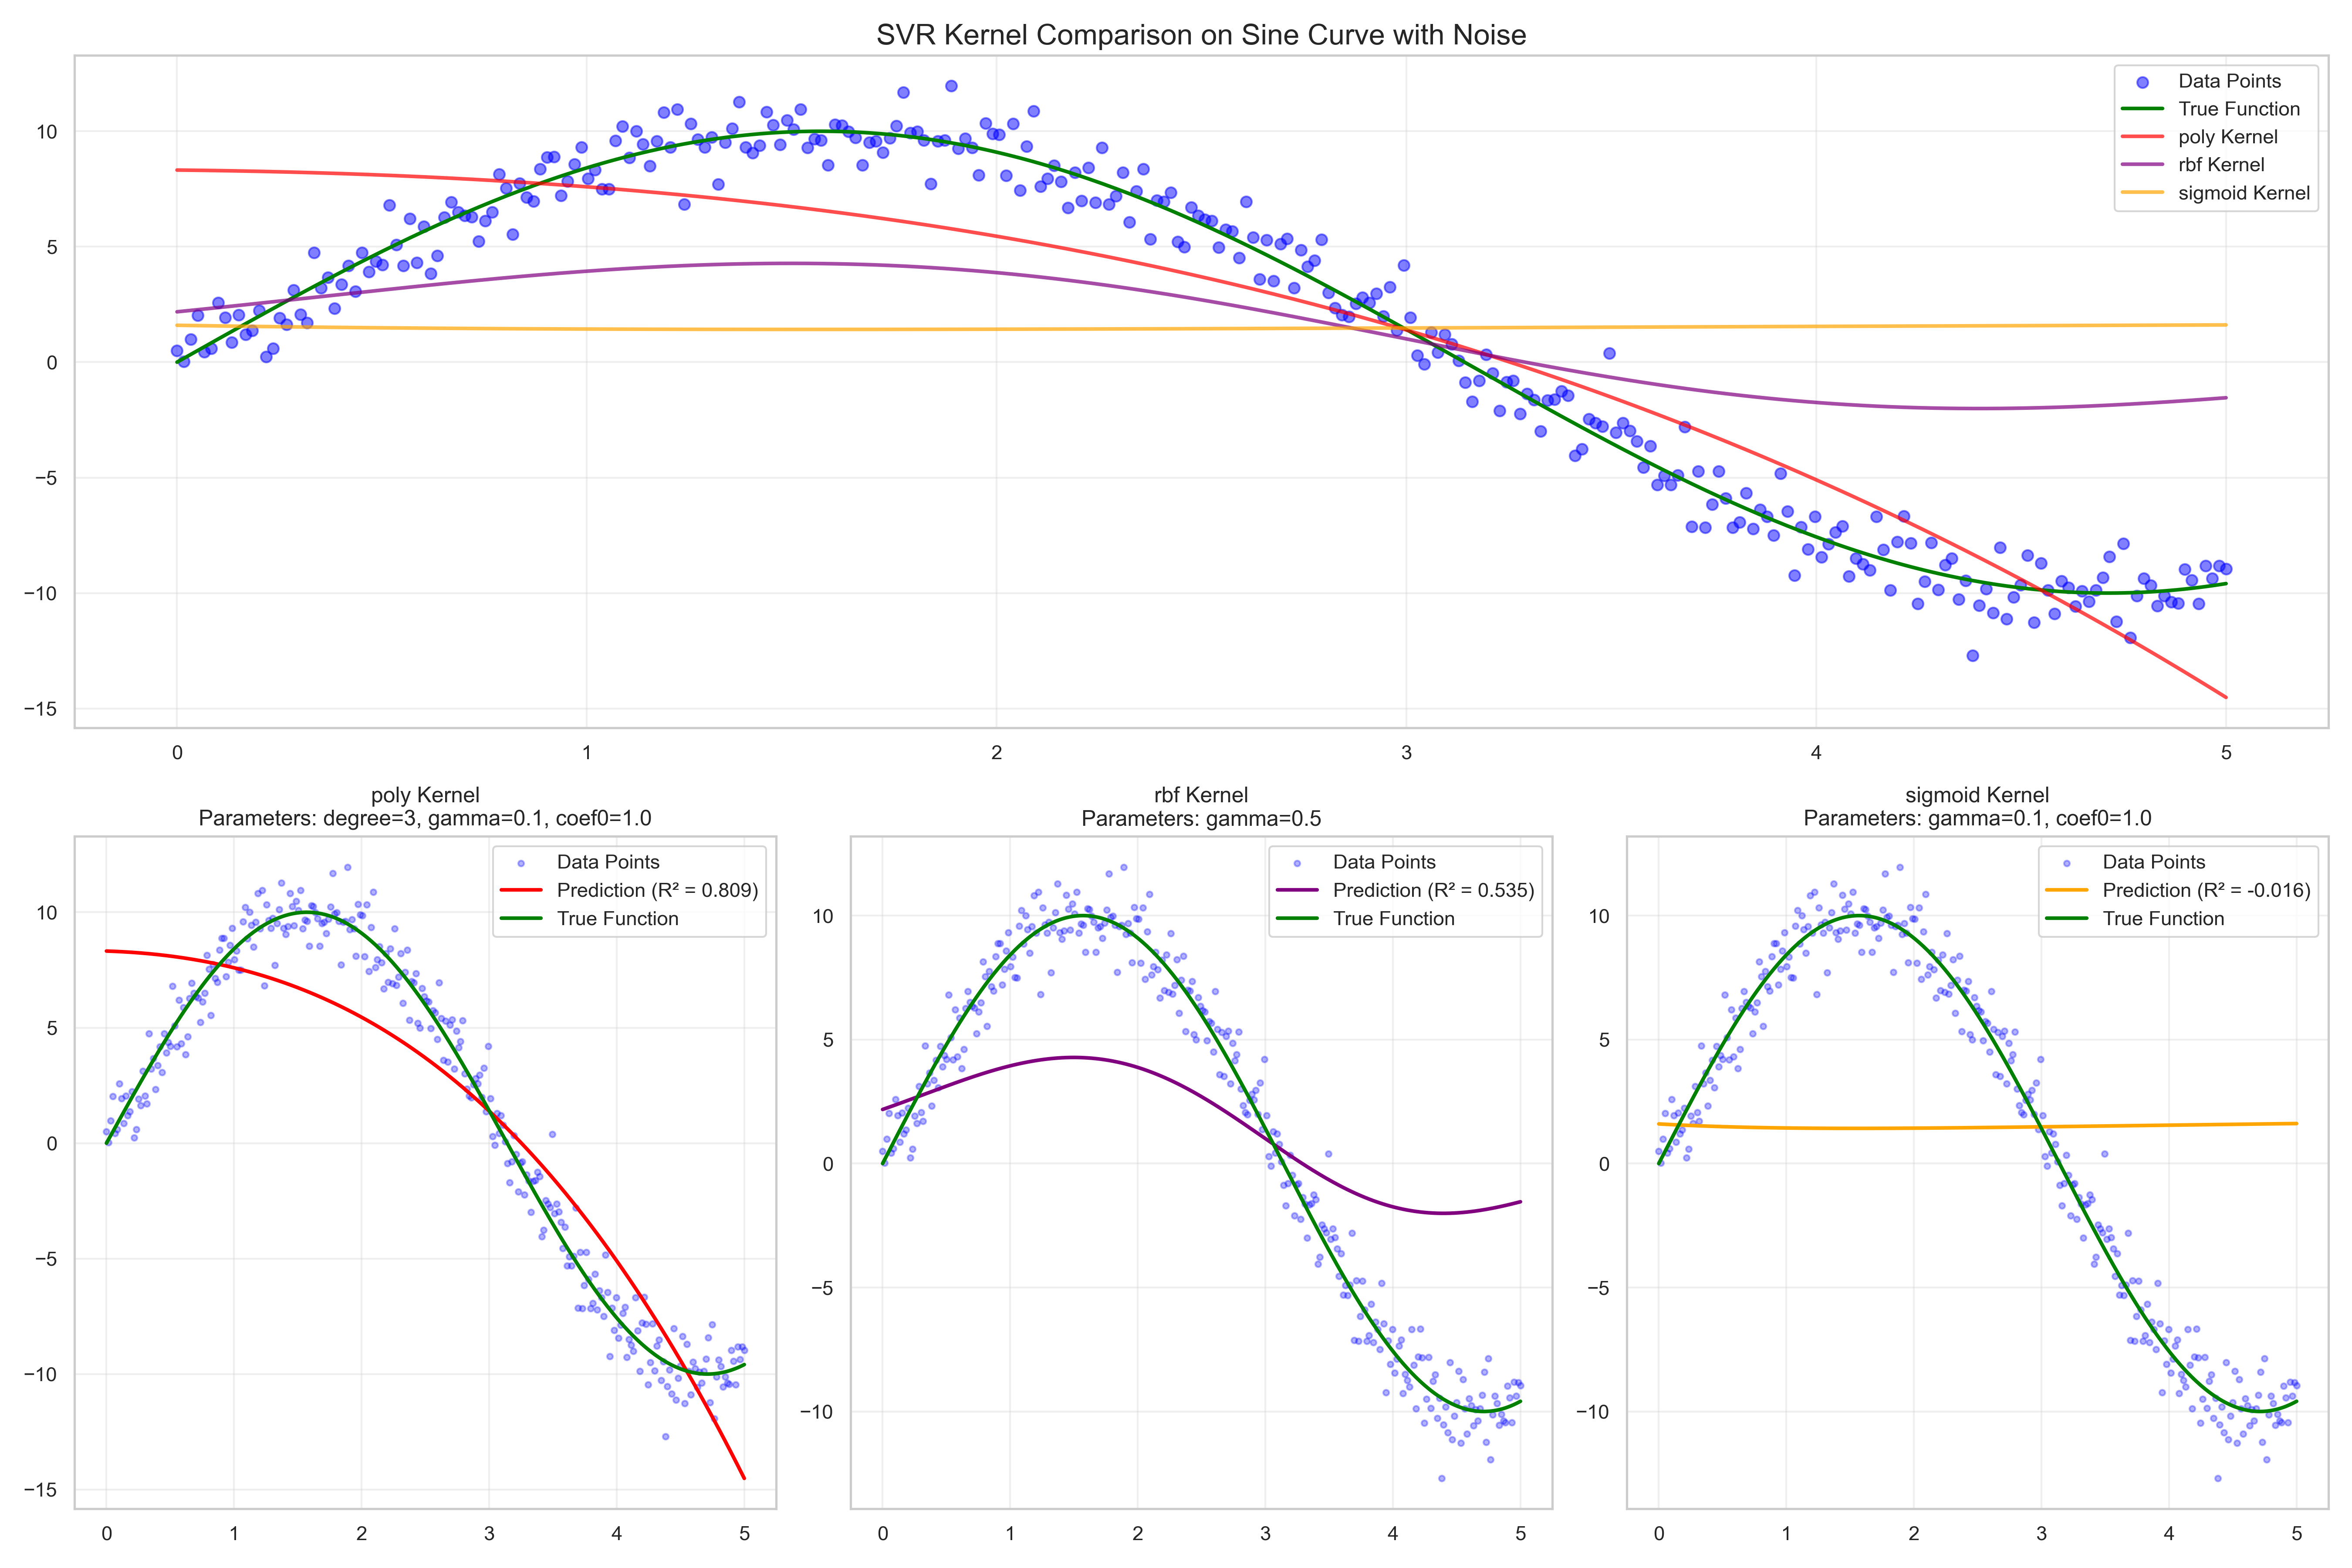 SVR Kernel Comparison on Sine Curve with Noise
Data Points
True Function
poly Kernel
rbf Kernel
sigmoid Kernel
10
5
0
−5
−10
−15
0 1 2 3 4 5
poly Kernel
Parameters: degree=3, gamma=0.1, coef0=1.0
Data Points
Prediction (R² = 0.809)
True Function
10
5
0
−5
−10
−15
0 1 2 3 4 5
rbf Kernel
Parameters: gamma=0.5
Data Points
Prediction (R² = 0.535)
True Function
10
5
0
−5
−10
0 1 2 3 4 5
sigmoid Kernel
Parameters: gamma=0.1, coef0=1.0
Data Points
Prediction (R² = -0.016)
True Function
10
5
0
−5
−10
0 1 2 3 4 5